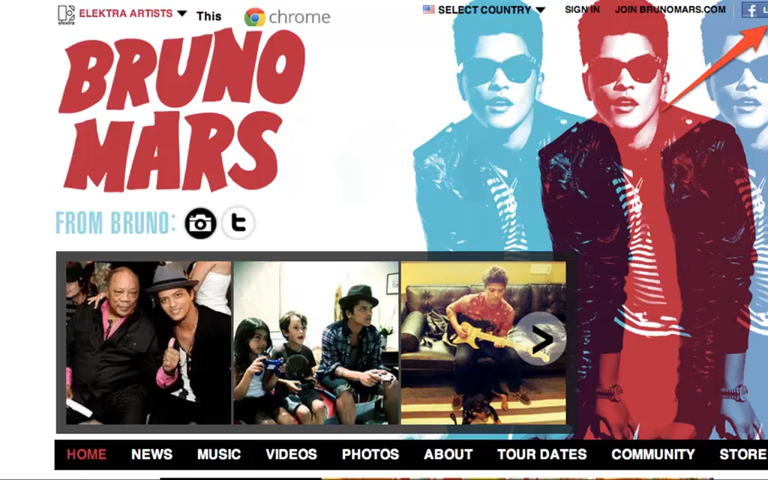 ELEKTRA ARTISTS
This
chrome
SELECT COUNTRY
SIGN IN
JOIN BRUNOMARS.COM
BRUNO
MARS
FROM BRUNO:
HOME NEWS MUSIC VIDEOS PHOTOS ABOUT TOUR DATES COMMUNITY STORE